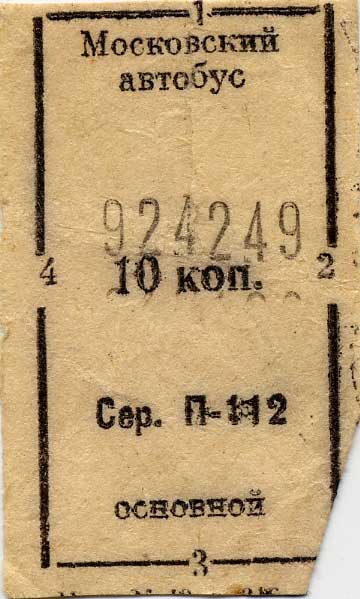 1
Московский
автобус
924249
4 10 коп. 2
Сер. П-112
основной
3